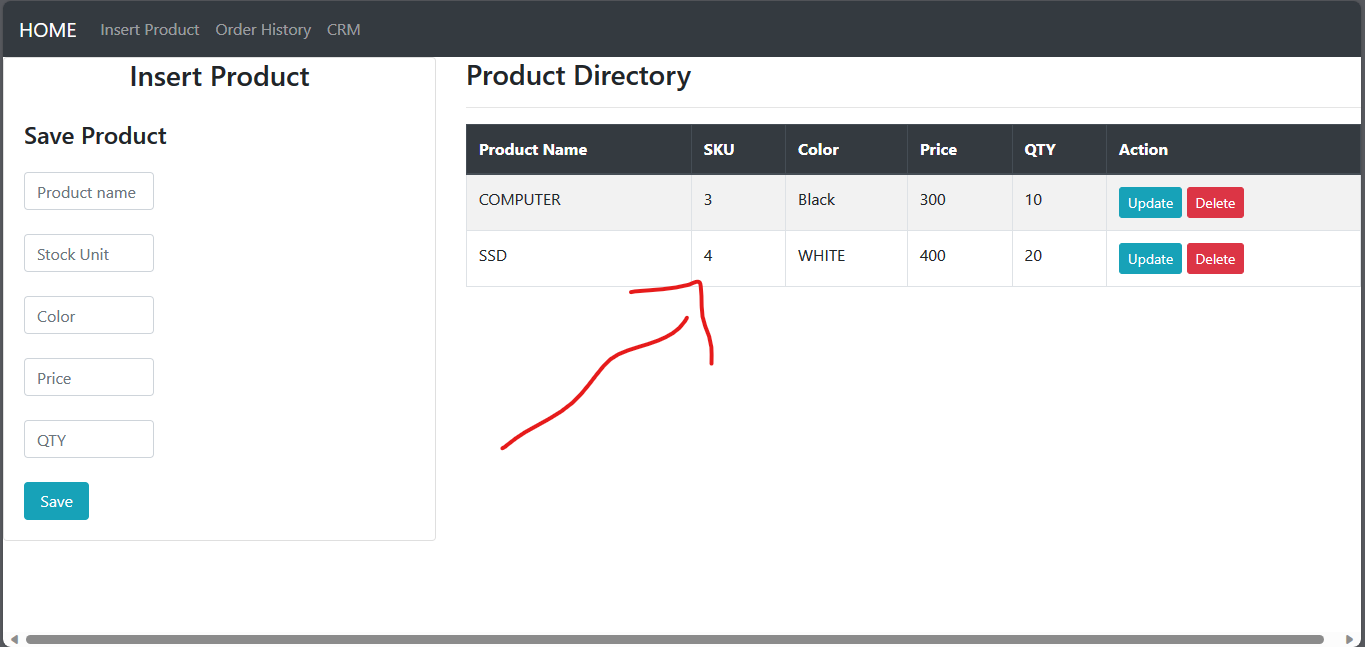 HOME Insert Product Order History CRM
Insert Product
Save Product
Product name
Stock Unit
Color
Price
QTY
Save
Product Directory
Product Name SKU Color Price QTY Action
COMPUTER 3 Black 300 10 Update Delete
SSD 4 WHITE 400 20 Update Delete